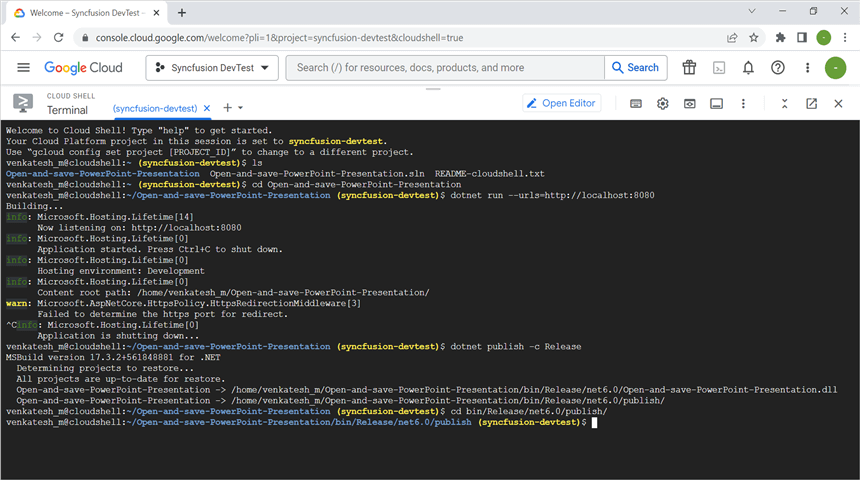 Welcome – Syncfusion DevTest –
console.cloud.google.com/welcome?pli=1&project=syncfusion-devtest&cloudshell=true
Google Cloud
Syncfusion DevTest
Search (/) for resources, docs, products, and more
Search
CLOUD SHELL
Terminal
(syncfusion-devtest)
Open Editor
Welcome to Cloud Shell! Type "help" to get started.
Your Cloud Platform project in this session is set to syncfusion-devtest.
Use “gcloud config set project [PROJECT_ID]” to change to a different project.
venkatesh_m@cloudshell:~ (syncfusion-devtest)$ ls
Open-and-save-PowerPoint-Presentation  Open-and-save-PowerPoint-Presentation.sln  README-cloudshell.txt
venkatesh_m@cloudshell:~ (syncfusion-devtest)$ cd Open-and-save-PowerPoint-Presentation
venkatesh_m@cloudshell:~/Open-and-save-PowerPoint-Presentation (syncfusion-devtest)$ dotnet run --urls=http://localhost:8080
Building...
info: Microsoft.Hosting.Lifetime[14]
Now listening on: http://localhost:8080
info: Microsoft.Hosting.Lifetime[0]
Application started. Press Ctrl+C to shut down.
info: Microsoft.Hosting.Lifetime[0]
Hosting environment: Development
info: Microsoft.Hosting.Lifetime[0]
Content root path: /home/venkatesh_m/Open-and-save-PowerPoint-Presentation/
warn: Microsoft.AspNetCore.HttpsPolicy.HttpsRedirectionMiddleware[3]
Failed to determine the https port for redirect.
^Cinfo: Microsoft.Hosting.Lifetime[0]
Application is shutting down...
venkatesh_m@cloudshell:~/Open-and-save-PowerPoint-Presentation (syncfusion-devtest)$ dotnet publish -c Release
MSBuild version 17.3.2+561848881 for .NET
Determining projects to restore...
All projects are up-to-date for restore.
Open-and-save-PowerPoint-Presentation -> /home/venkatesh_m/Open-and-save-PowerPoint-Presentation/bin/Release/net6.0/Open-and-save-PowerPoint-Presentation.dll
Open-and-save-PowerPoint-Presentation -> /home/venkatesh_m/Open-and-save-PowerPoint-Presentation/bin/Release/net6.0/publish/
venkatesh_m@cloudshell:~/Open-and-save-PowerPoint-Presentation (syncfusion-devtest)$ cd bin/Release/net6.0/publish/
venkatesh_m@cloudshell:~/Open-and-save-PowerPoint-Presentation/bin/Release/net6.0/publish (syncfusion-devtest)$